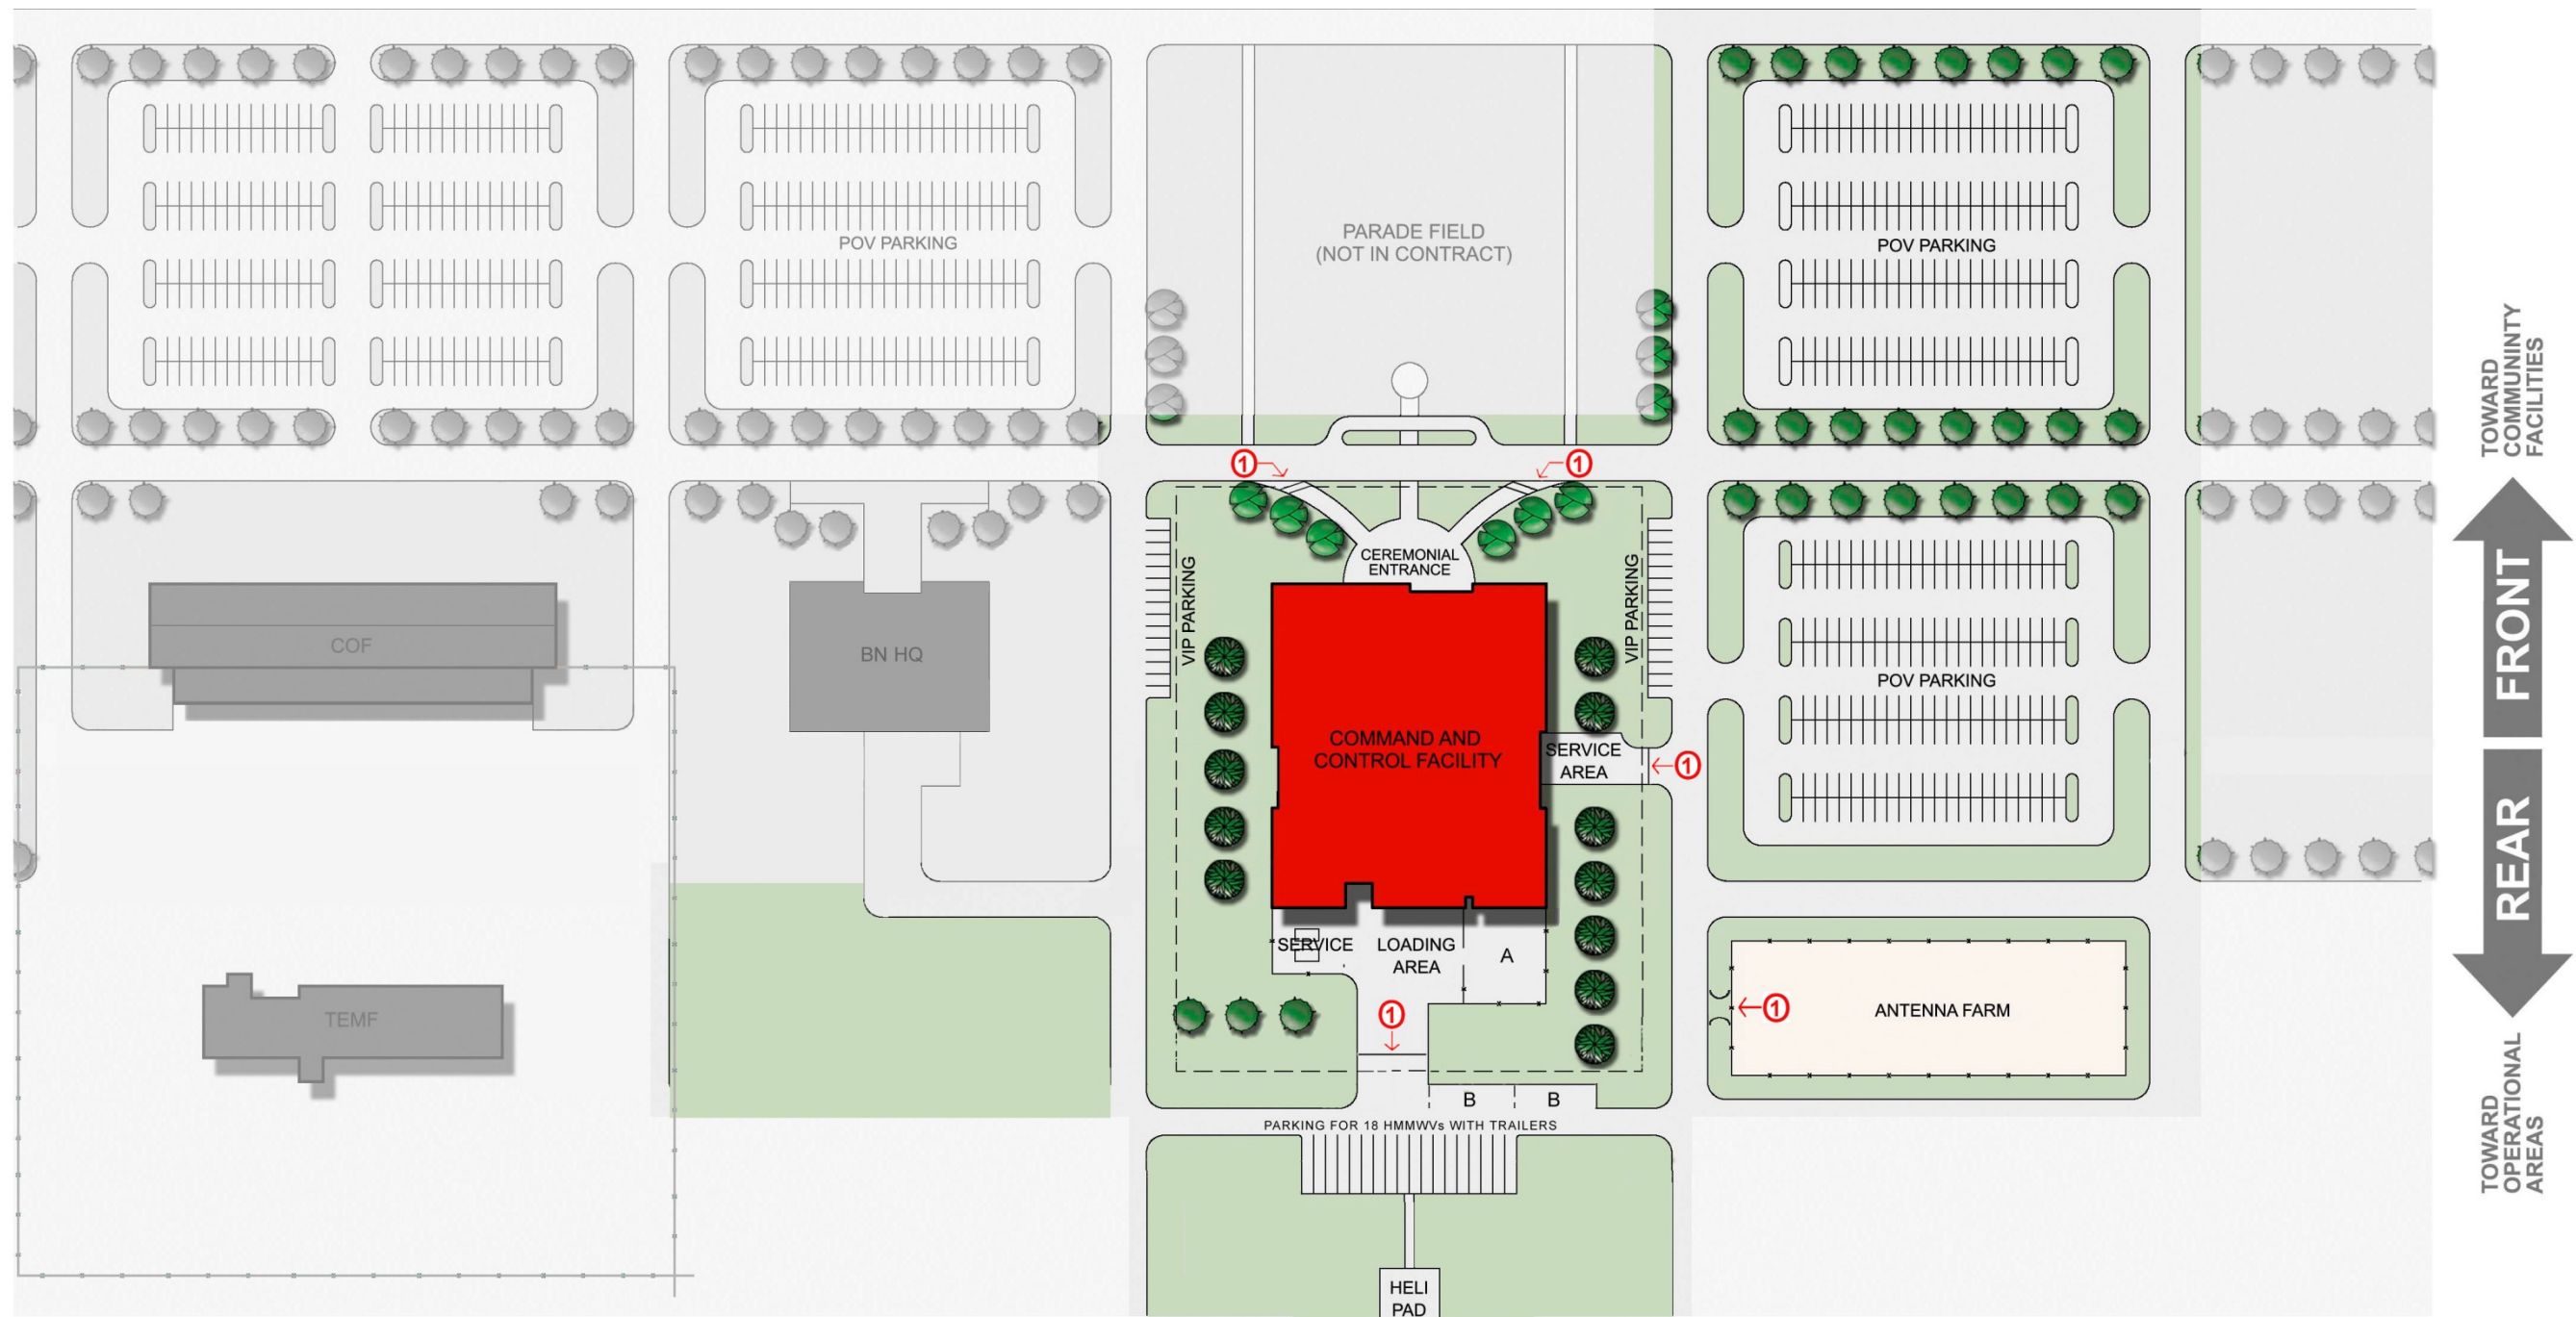 POV PARKING
PARADE FIELD
(NOT IN CONTRACT)
POV PARKING
TOWARD
COMMUNINTY
FACILITIES
1
1
CEREMONIAL
ENTRANCE
VIP PARKING
VIP PARKING
FRONT
COF
BN HQ
POV PARKING
COMMAND AND
CONTROL FACILITY
SERVICE
AREA
1
REAR
SERVICE
LOADING
AREA
A
1
TEMF
1
ANTENNA FARM
B
B
TOWARD
OPERATIONAL
AREAS
PARKING FOR 18 HMMWVs WITH TRAILERS
HELI
PAD